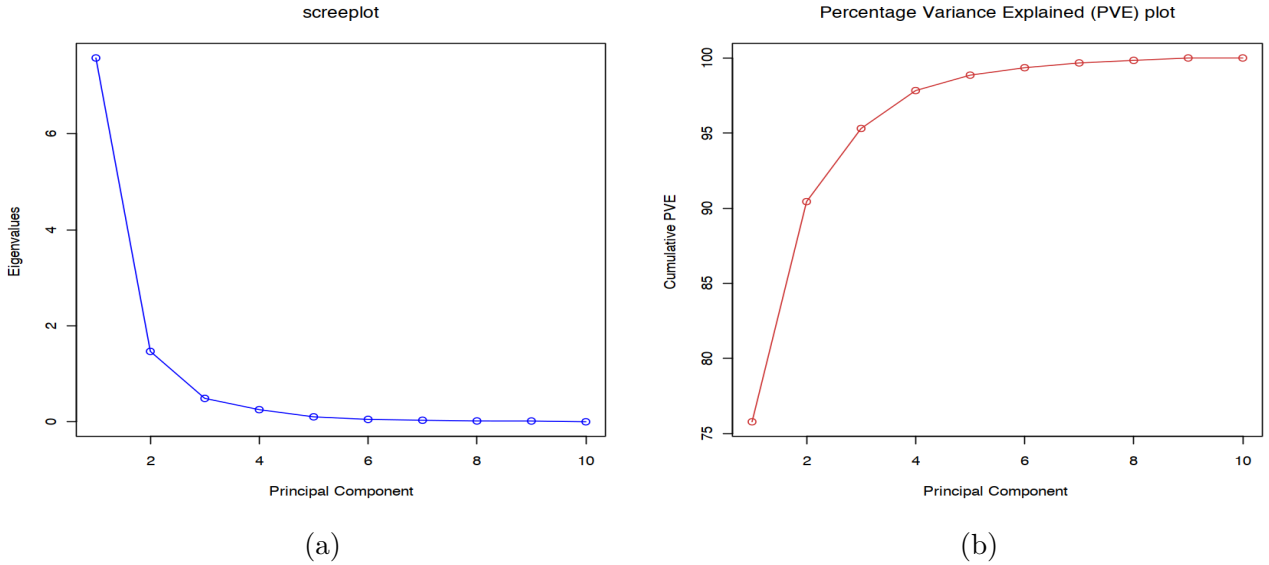 screeplot
Eigenvalues
6
4
2
0
2 4 6 8 10
Principal Component
(a)
Percentage Variance Explained (PVE) plot
Cumulative PVE
100
95
90
85
80
75
2 4 6 8 10
Principal Component
(b)